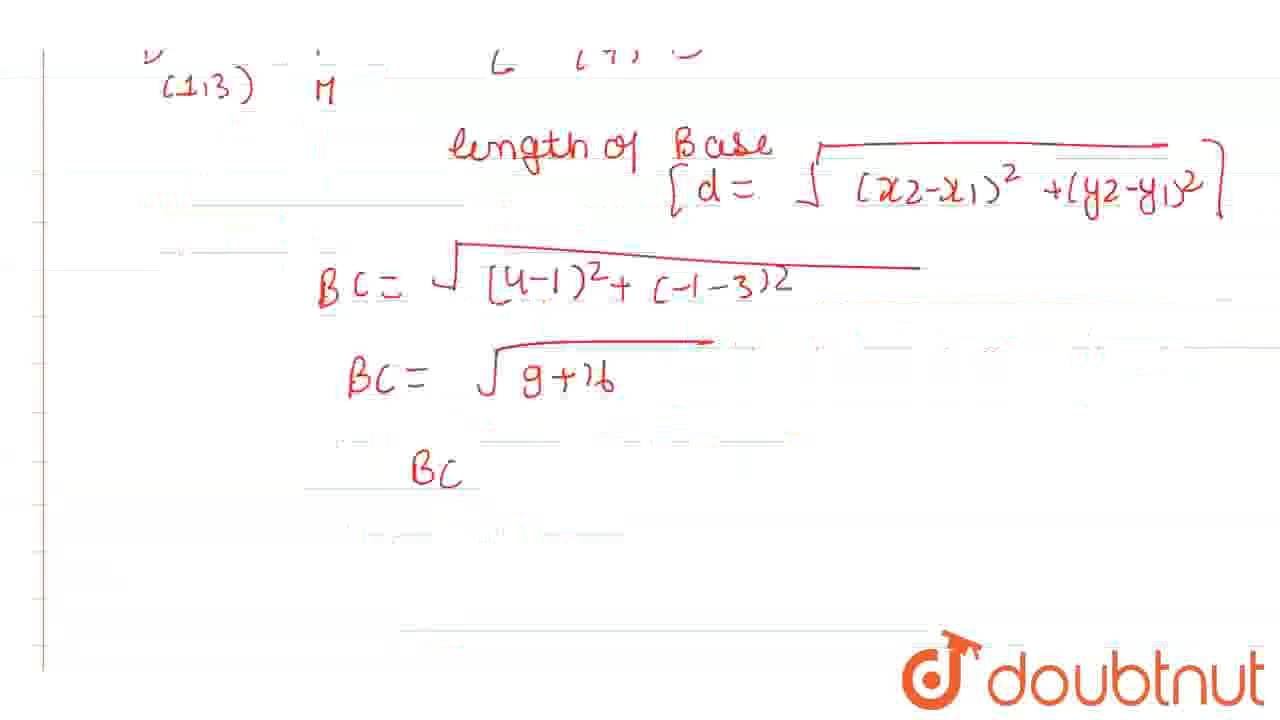 (1,3) M
length of Base
[d = √(x2-x1)² + (y2-y1)²]
BC = √(4-1)² + (-1-3)²
BC = √9+16
BC
doubtnut